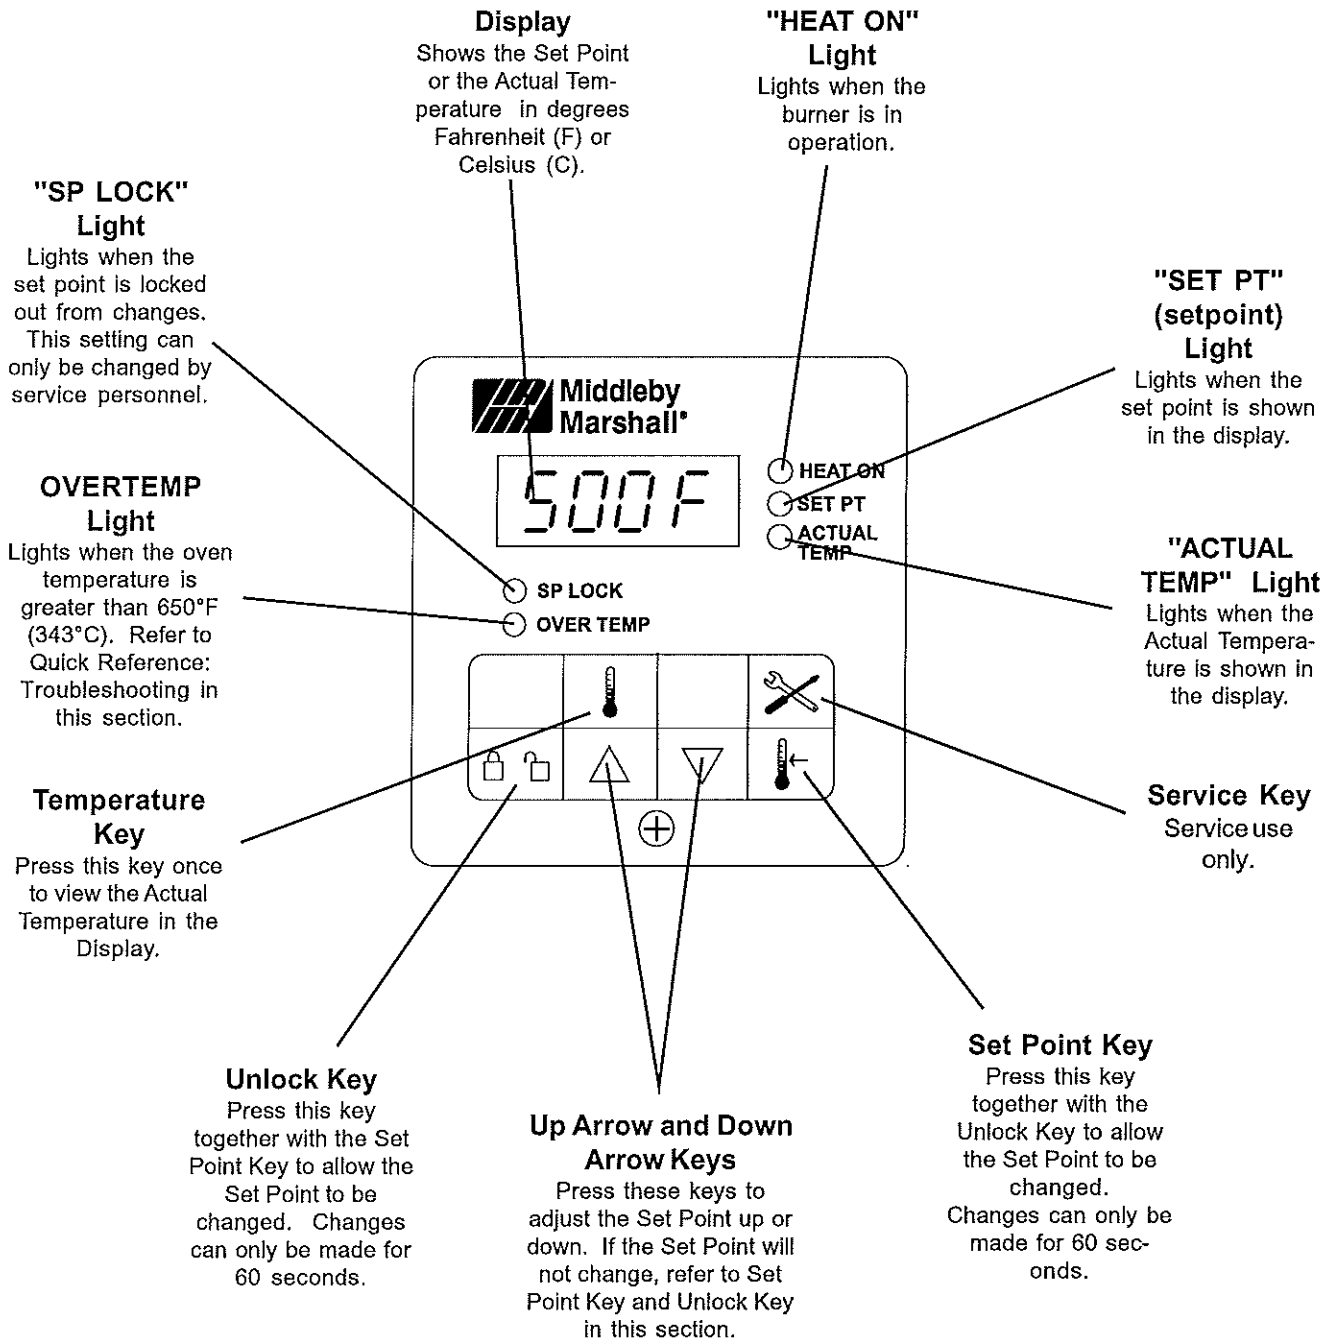 Display
Shows the Set Point
or the Actual Tem-
perature in degrees
Fahrenheit (F) or
Celsius (C).
"HEAT ON"
Light
Lights when the
burner is in
operation.
"SP LOCK"
Light
Lights when the
set point is locked
out from changes.
This setting can
only be changed by
service personnel.
"SET PT"
(setpoint)
Light
Lights when the
set point is shown
in the display.
OVERTEMP
Light
Lights when the oven
temperature is
greater than 650°F
(343°C). Refer to
Quick Reference:
Troubleshooting in
this section.
Middleby
Marshall®
500F
HEAT ON
SET PT
ACTUAL
TEMP
SP LOCK
OVER TEMP
"ACTUAL
TEMP" Light
Lights when the
Actual Tempera-
ture is shown in
the display.
Temperature
Key
Press this key once
to view the Actual
Temperature in the
Display.
Service Key
Service use
only.
Unlock Key
Press this key
together with the Set
Point Key to allow the
Set Point to be
changed. Changes
can only be made for
60 seconds.
Up Arrow and Down
Arrow Keys
Press these keys to
adjust the Set Point up or
down. If the Set Point will
not change, refer to Set
Point Key and Unlock Key
in this section.
Set Point Key
Press this key
together with the
Unlock Key to allow
the Set Point to be
changed.
Changes can only be
made for 60 sec-
onds.